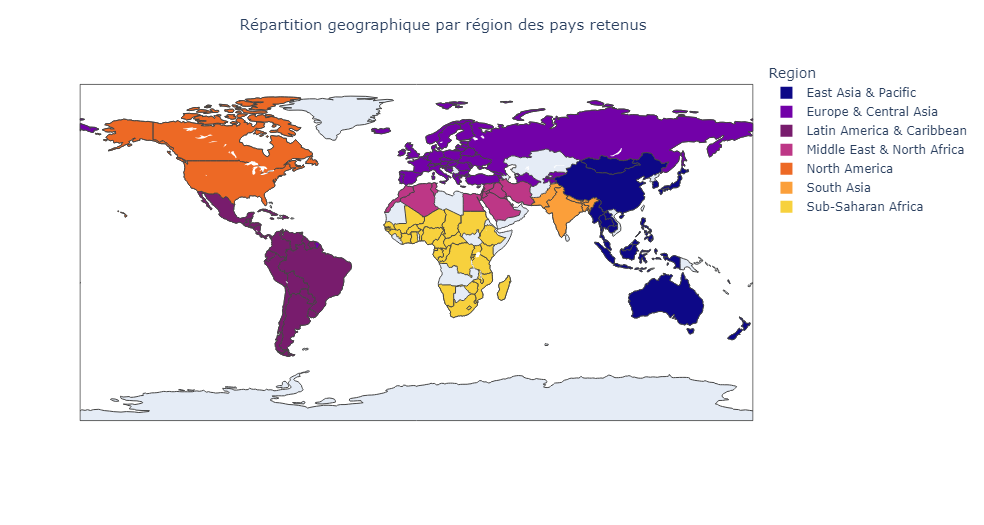 Répartition geographique par région des pays retenus
Region
East Asia & Pacific
Europe & Central Asia
Latin America & Caribbean
Middle East & North Africa
North America
South Asia
Sub-Saharan Africa